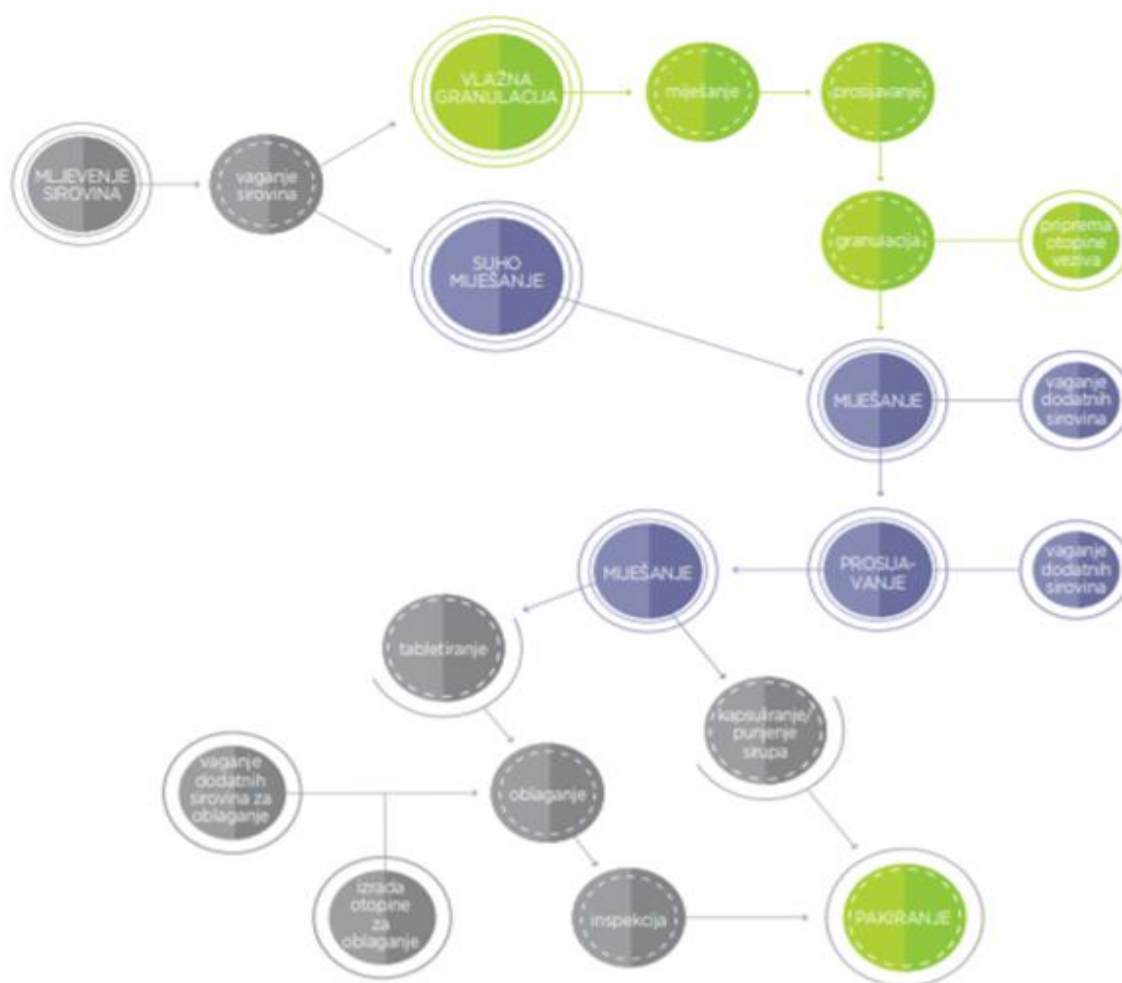 VLAŽNA
GRANULACIJA
miješanje
prosijavanje
MLJEVENJE
SIROVINA
vaganje
sirovina
granulacija
priprema
otopine
veziva
SUHO
MIJEŠANJE
MIJEŠANJE
vaganje
dodatnih
sirovina
MIJEŠANJE
PROSIJA-
VANJE
vaganje
dodatnih
sirovina
tabletiranje
kapsuliranje/
punjenje
sirupa
vaganje
dodatnih
sirovina za
oblaganje
oblaganje
izrada
otopine
za
oblaganje
inspekcija
PAKIRANJE